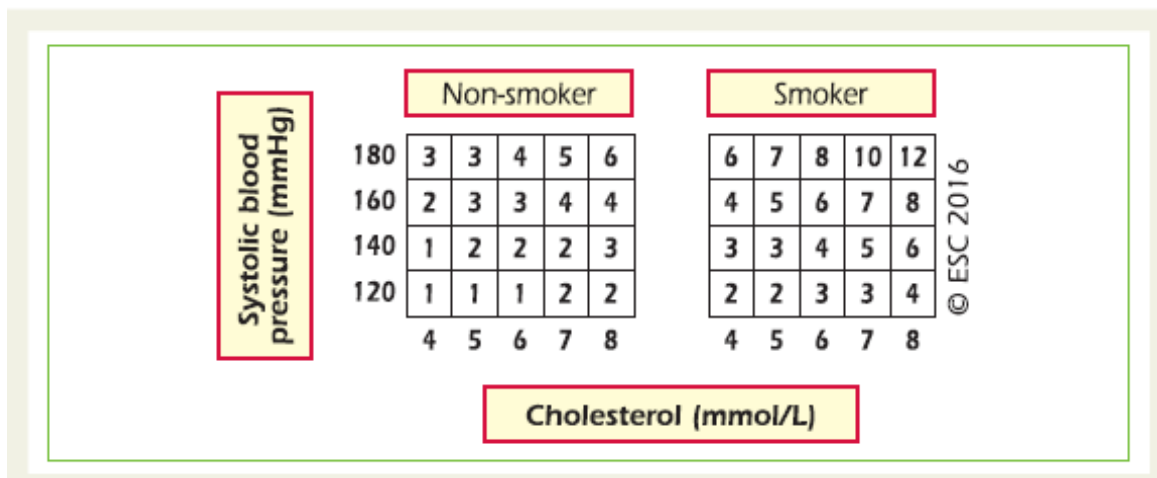 Non-smoker Smoker
Systolic blood
pressure (mmHg)
180 3 3 4 5 6 6 7 8 10 12
160 2 3 3 4 4 4 5 6 7 8
140 1 2 2 2 3 3 3 4 5 6
120 1 1 1 2 2 2 2 3 3 4
4 5 6 7 8 4 5 6 7 8
© ESC 2016
Cholesterol (mmol/L)